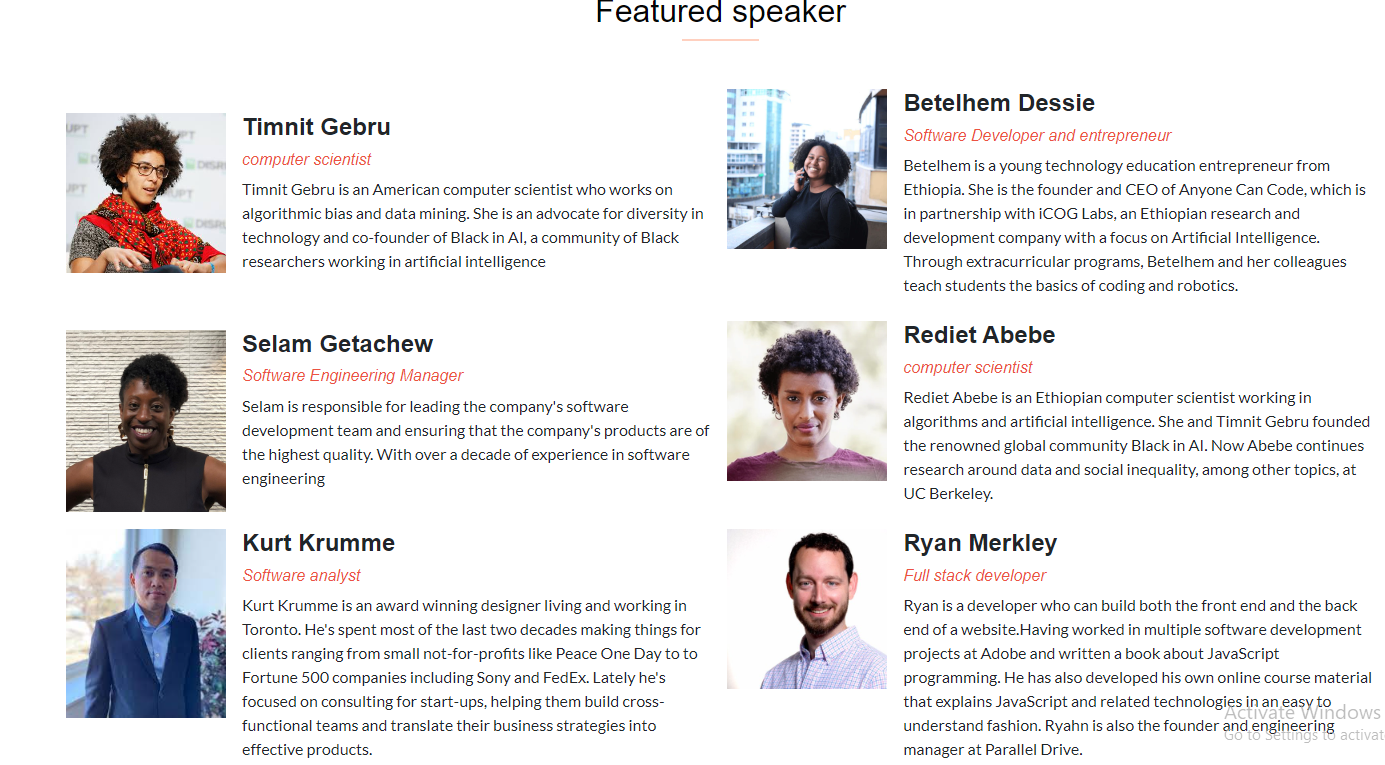 Featured speaker
Timnit Gebru
computer scientist
Timnit Gebru is an American computer scientist who works on
algorithmic bias and data mining. She is an advocate for diversity in
technology and co-founder of Black in AI, a community of Black
researchers working in artificial intelligence
Betelhem Dessie
Software Developer and entrepreneur
Betelhem is a young technology education entrepreneur from
Ethiopia. She is the founder and CEO of Anyone Can Code, which is
in partnership with iCOG Labs, an Ethiopian research and
development company with a focus on Artificial Intelligence.
Through extracurricular programs, Betelhem and her colleagues
teach students the basics of coding and robotics.
Selam Getachew
Software Engineering Manager
Selam is responsible for leading the company's software
development team and ensuring that the company's products are of
the highest quality. With over a decade of experience in software
engineering
Rediet Abebe
computer scientist
Rediet Abebe is an Ethiopian computer scientist working in
algorithms and artificial intelligence. She and Timnit Gebru founded
the renowned global community Black in AI. Now Abebe continues
research around data and social inequality, among other topics, at
UC Berkeley.
Kurt Krumme
Software analyst
Kurt Krumme is an award winning designer living and working in
Toronto. He's spent most of the last two decades making things for
clients ranging from small not-for-profits like Peace One Day to to
Fortune 500 companies including Sony and FedEx. Lately he's
focused on consulting for start-ups, helping them build cross-
functional teams and translate their business strategies into
effective products.
Ryan Merkley
Full stack developer
Ryan is a developer who can build both the front end and the back
end of a website.Having worked in multiple software development
projects at Adobe and written a book about JavaScript
programming. He has also developed his own online course material
that explains JavaScript and related technologies in an easy to
understand fashion. Ryahn is also the founder and engineering
manager at Parallel Drive.
Activate Windows
Go to Settings to activat